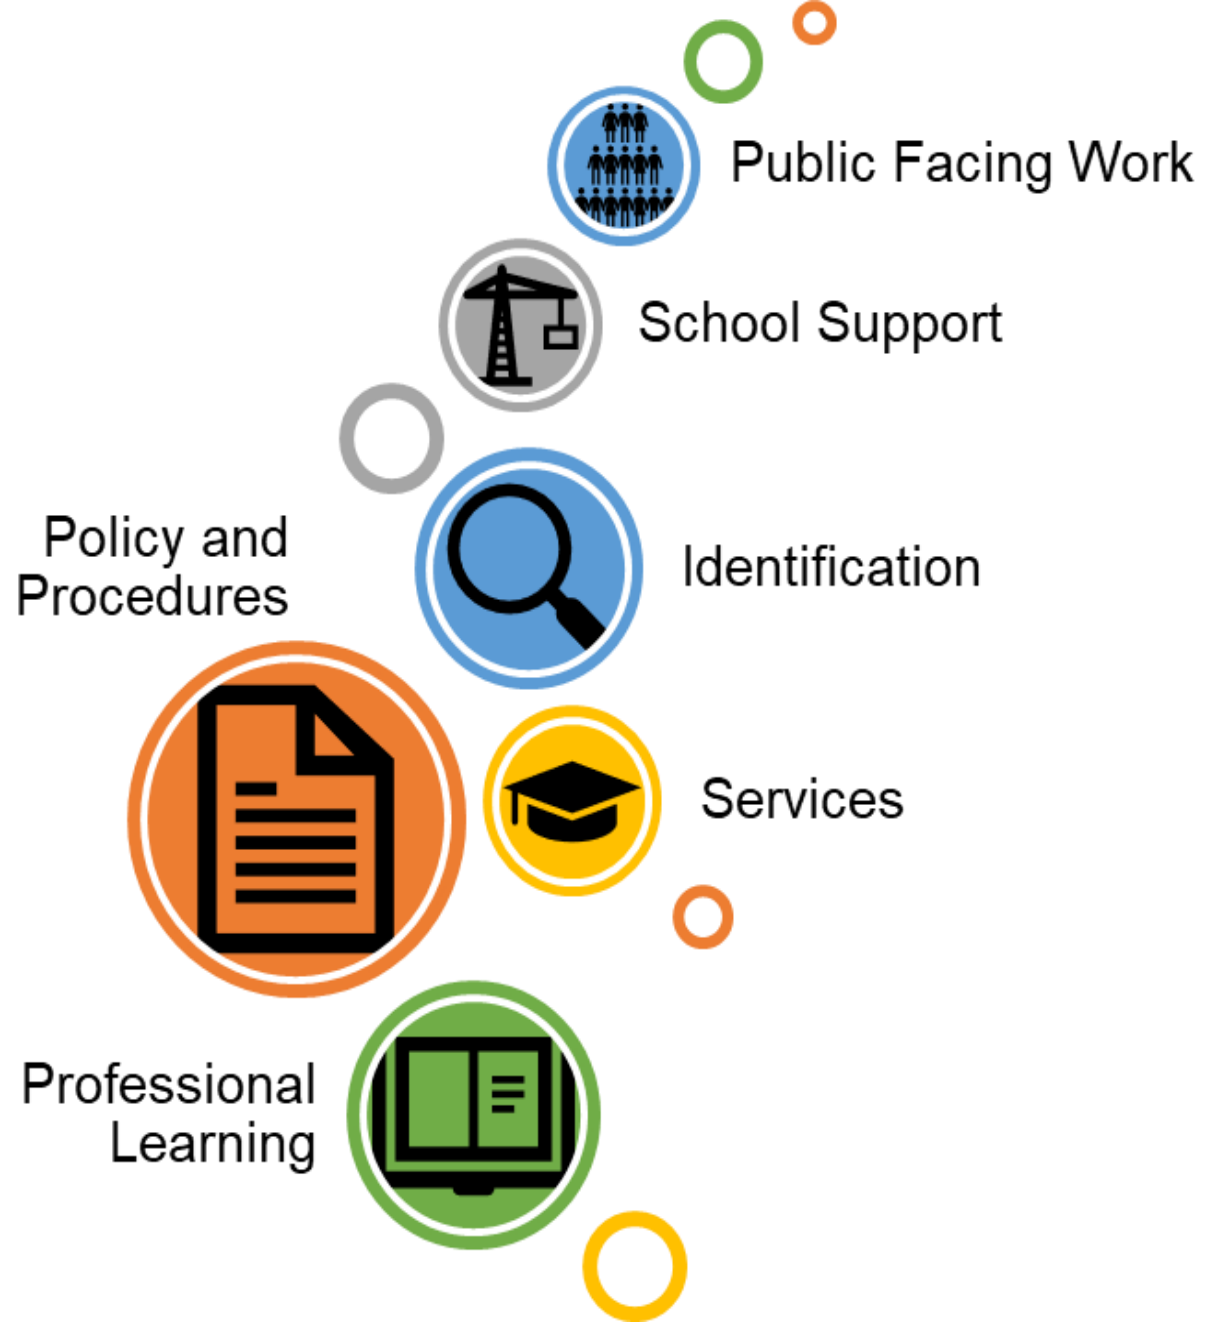 Public Facing Work
School Support
Policy and
Procedures
Identification
Services
Professional
Learning